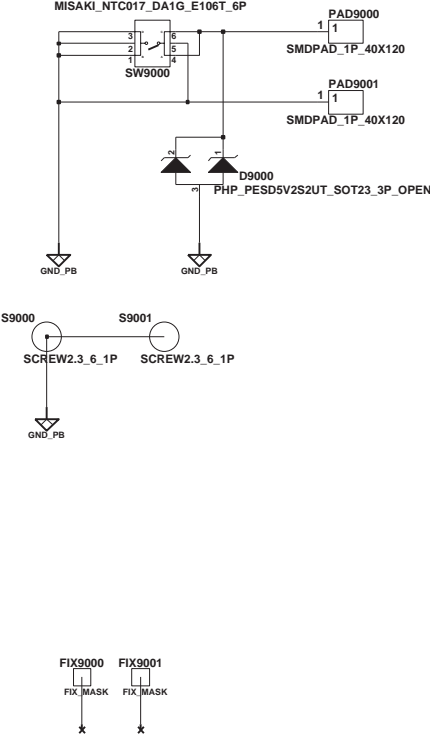 MISAKI_NTC017_DA1G_E106T_6P
3 6
2 5
1 4
SW9000
PAD9000
1 1
SMDPAD_1P_40X120
PAD9001
1 1
SMDPAD_1P_40X120
2 1
D9000
3
PHP_PESD5V2S2UT_SOT23_3P_OPEN
GND_PB GND_PB
S9000 S9001
SCREW2.3_6_1P SCREW2.3_6_1P
GND_PB
FIX9000 FIX9001
FIX_MASK FIX_MASK